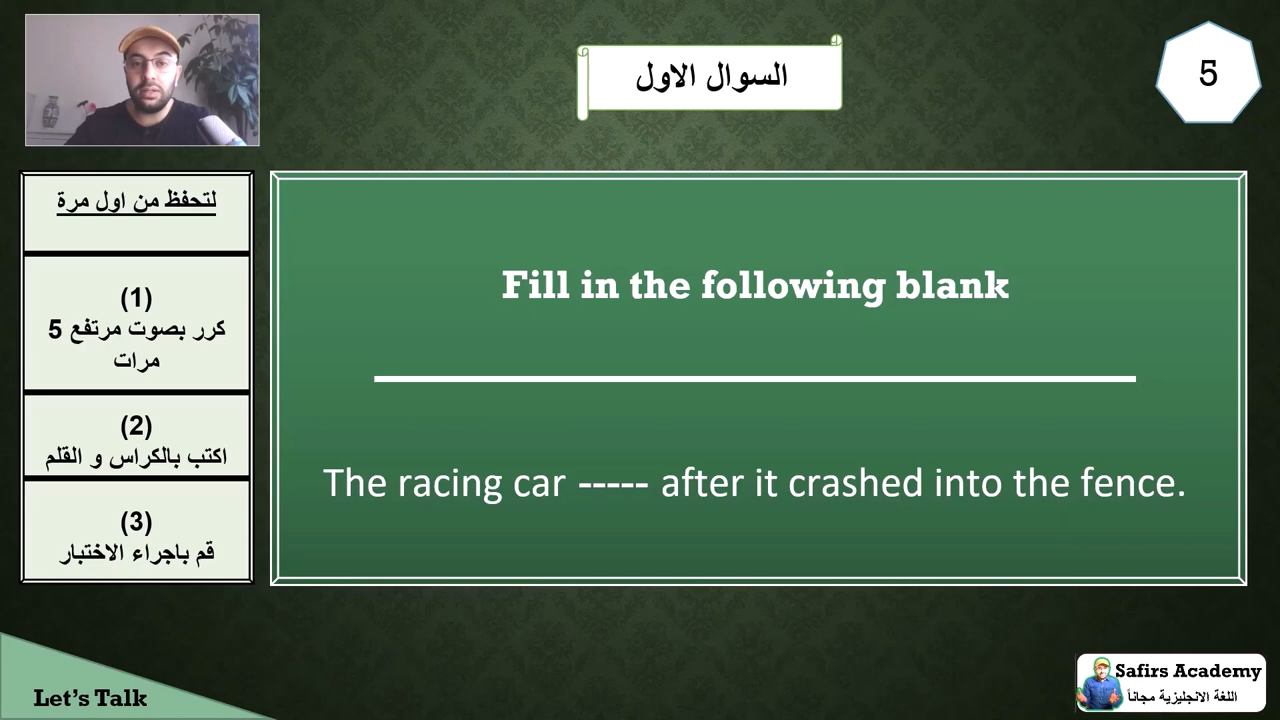 السوال الاول
5
لتحفظ من اول مرة
(1)
كرر بصوت مرتفع 5
مرات
(2)
اكتب بالكراس و القلم
(3)
قم باجراء الاختبار
Fill in the following blank
The racing car ----- after it crashed into the fence.
Let's Talk
Safirs Academy
اللغة الانجليزية مجاناً